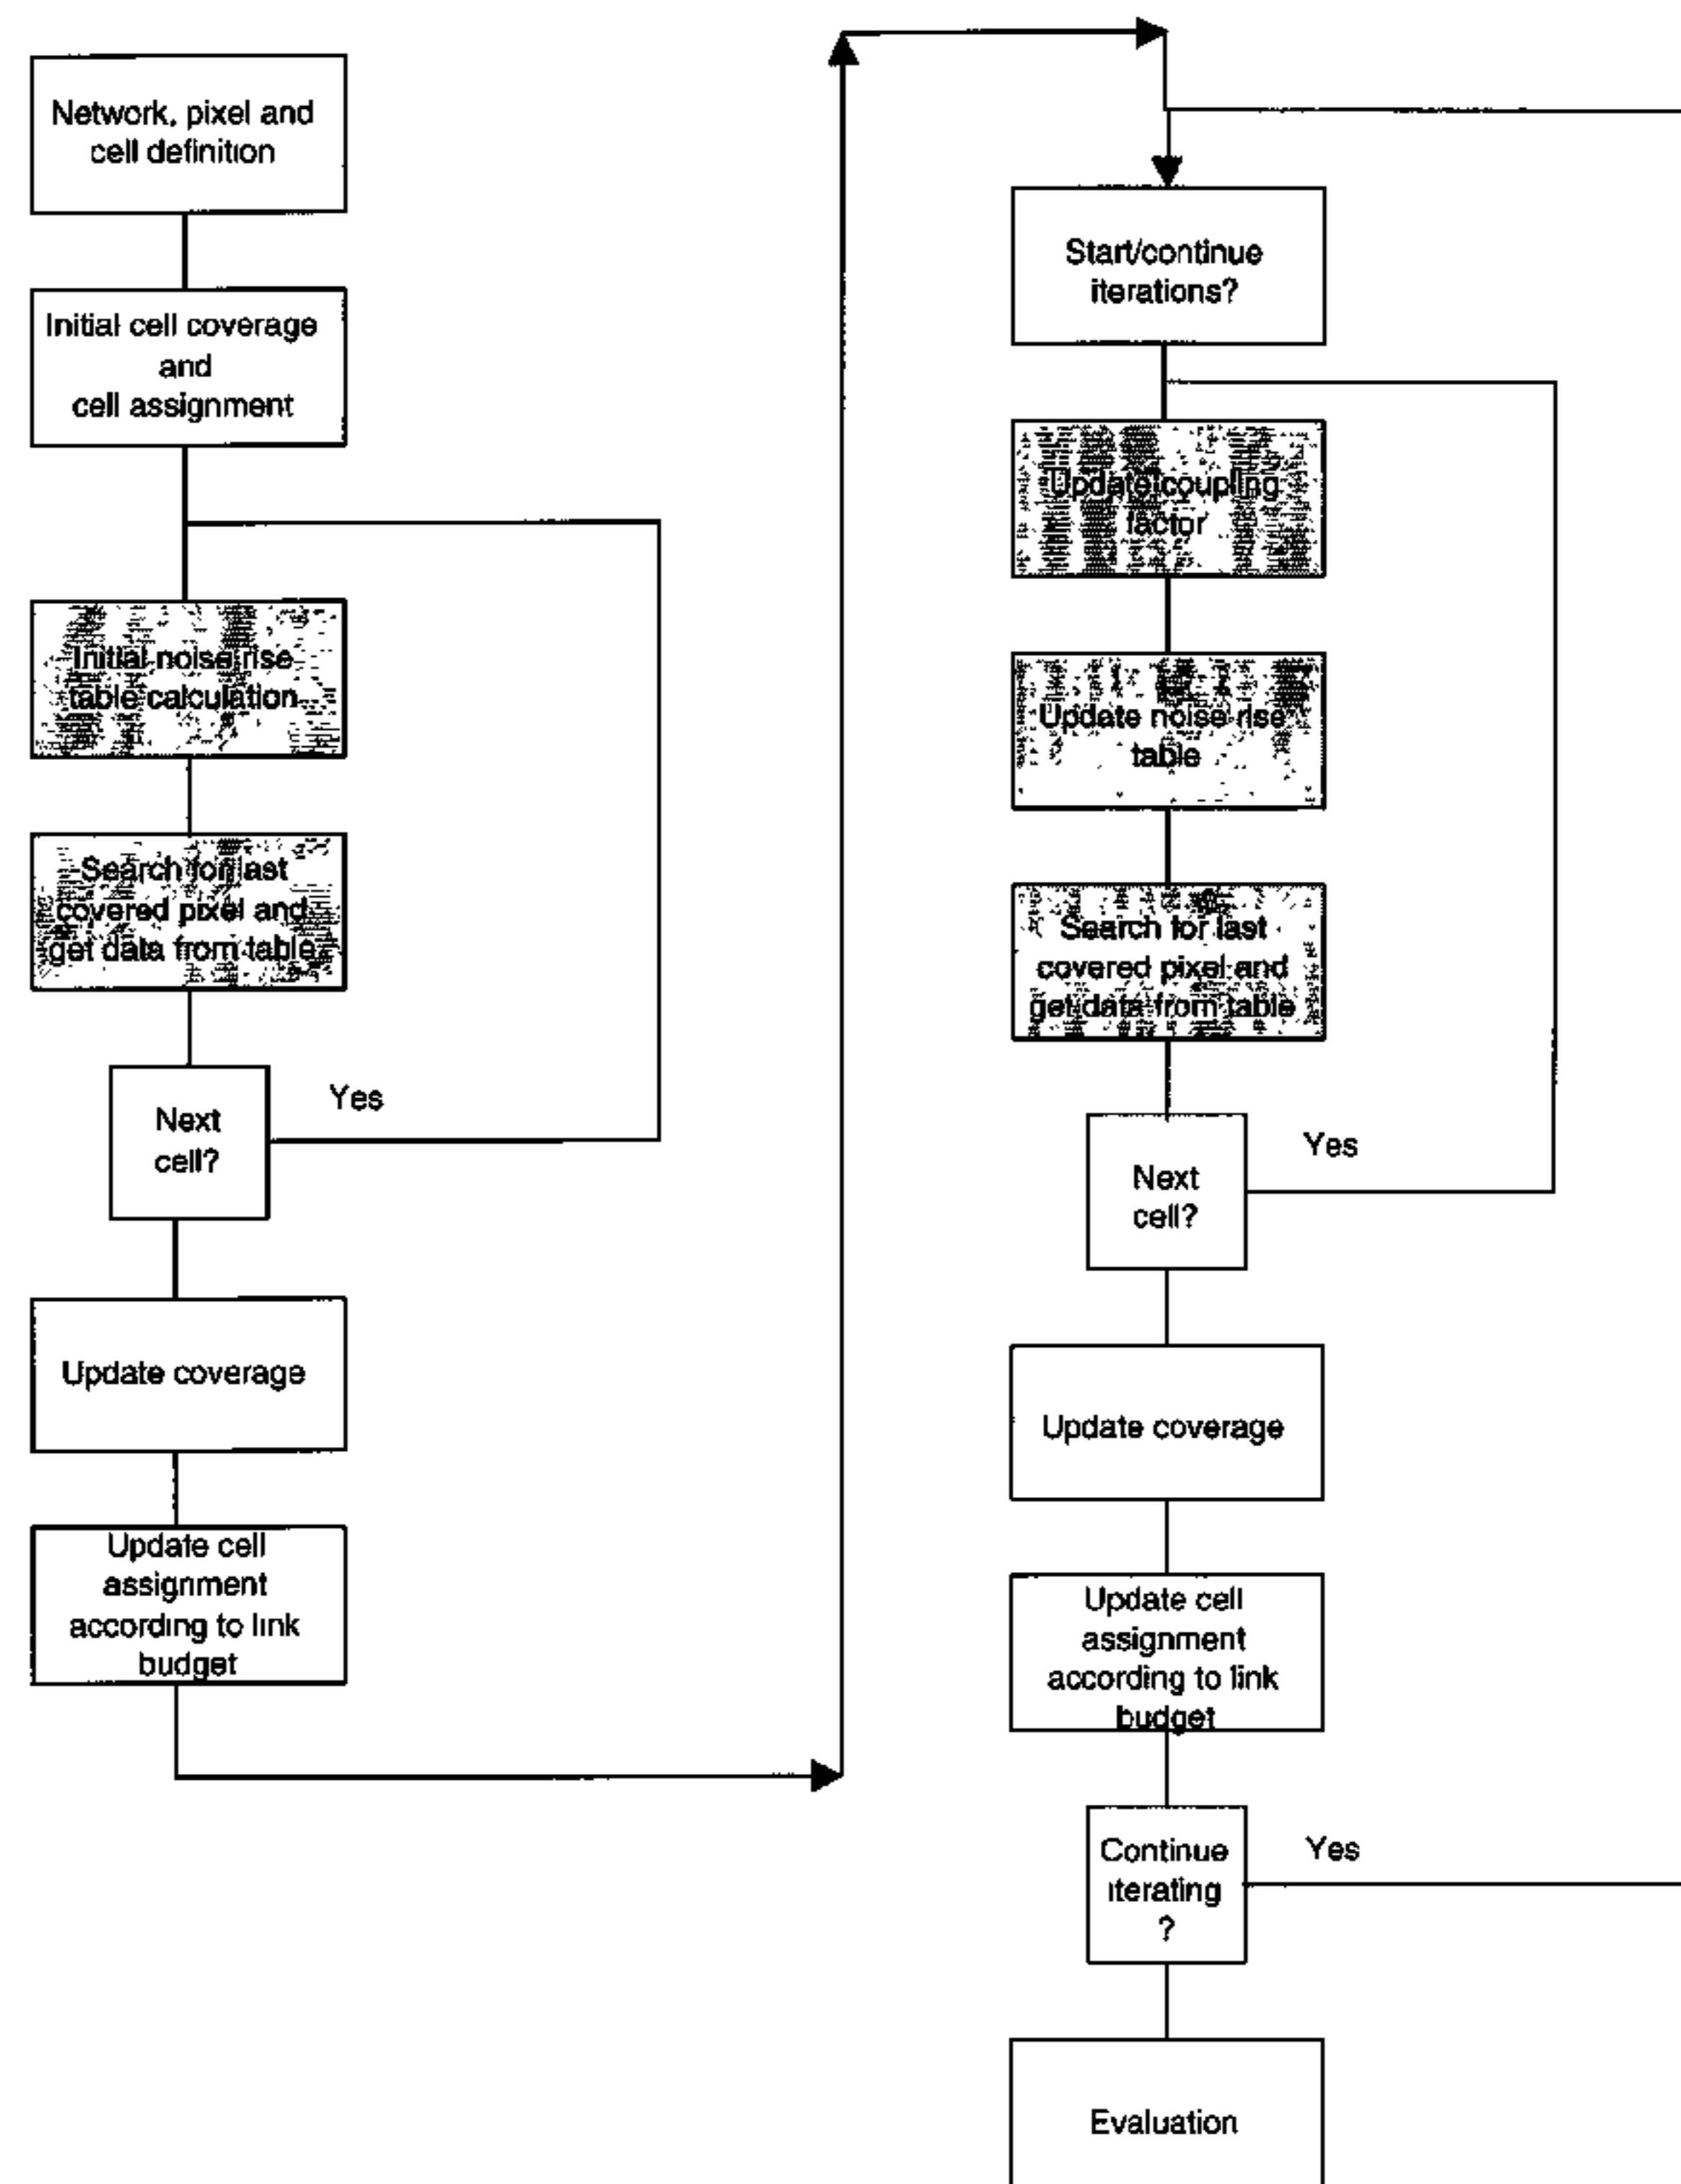 Network, pixel and
cell definition
Initial cell coverage
and
cell assignment
Initial noise rise
table calculation
Search for last
covered pixel and
get data from table
Next
cell?
Yes
Update coverage
Update cell
assignment
according to link
budget
Start/continue
iterations?
Update coupling
factor
Update noise rise
table
Search for last
covered pixel and
get data from table
Next
cell?
Yes
Update coverage
Update cell
assignment
according to link
budget
Continue
iterating
?
Yes
Evaluation